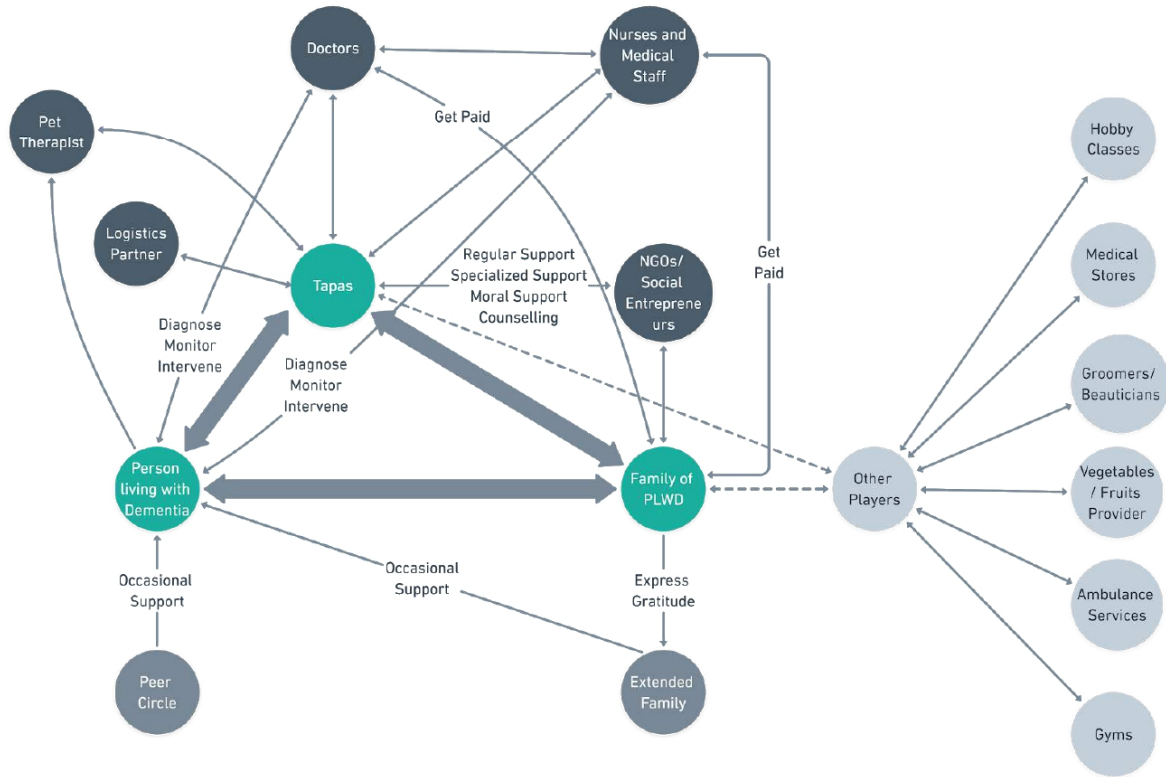 Doctors
Nurses and
Medical
Staff
Get Paid
Pet
Therapist
Hobby
Classes
Logistics
Partner
Tapas
Regular Support
Specialized Support
Moral Support
Counselling
NGOs/
Social
Entreprene
urs
Get
Paid
Medical
Stores
Diagnose
Monitor
Intervene
Diagnose
Monitor
Intervene
Groomers/
Beauticians
Person
living with
Dementia
Family of
PLWD
Other
Players
Vegetables
/ Fruits
Provider
Occasional
Support
Occasional
Support
Express
Gratitude
Ambulance
Services
Peer
Circle
Extended
Family
Gyms